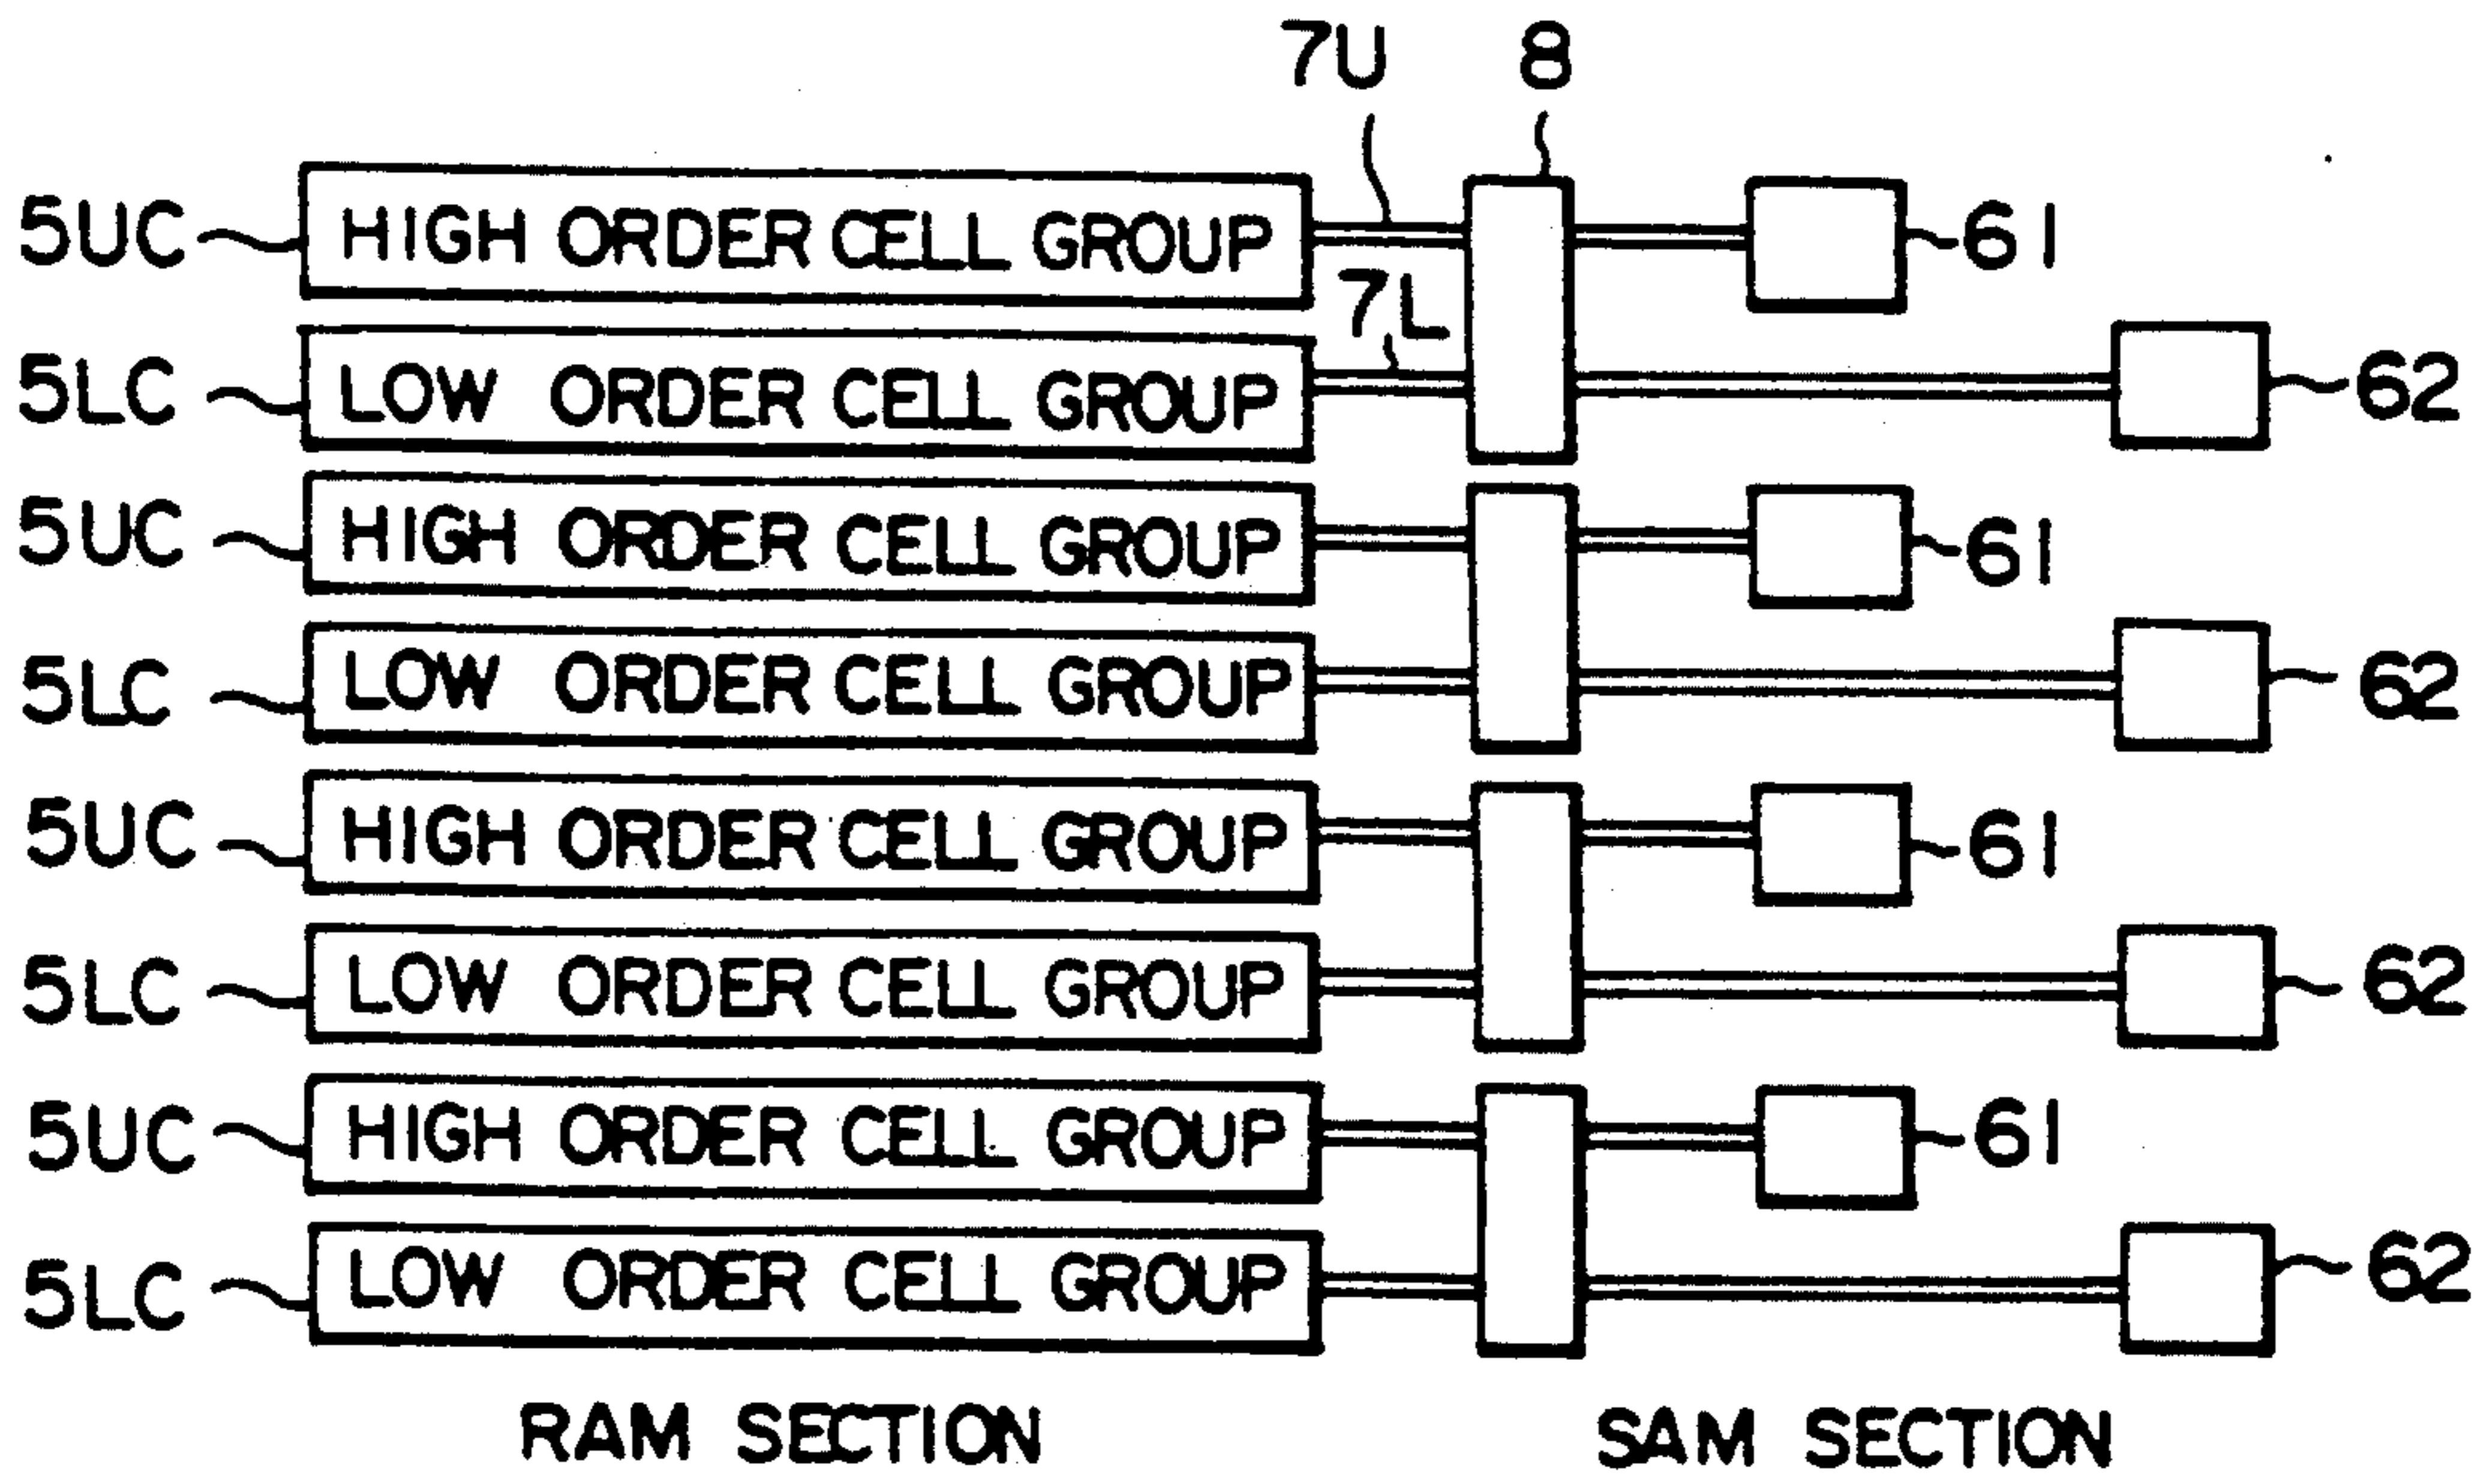 7U 8
5UC HIGH ORDER CELL GROUP 61
7L
5LC LOW ORDER CELL GROUP 62
5UC HIGH ORDER CELL GROUP 61
5LC LOW ORDER CELL GROUP 62
5UC HIGH ORDER CELL GROUP 61
5LC LOW ORDER CELL GROUP 62
5UC HIGH ORDER CELL GROUP 61
5LC LOW ORDER CELL GROUP 62
RAM SECTION SAM SECTION